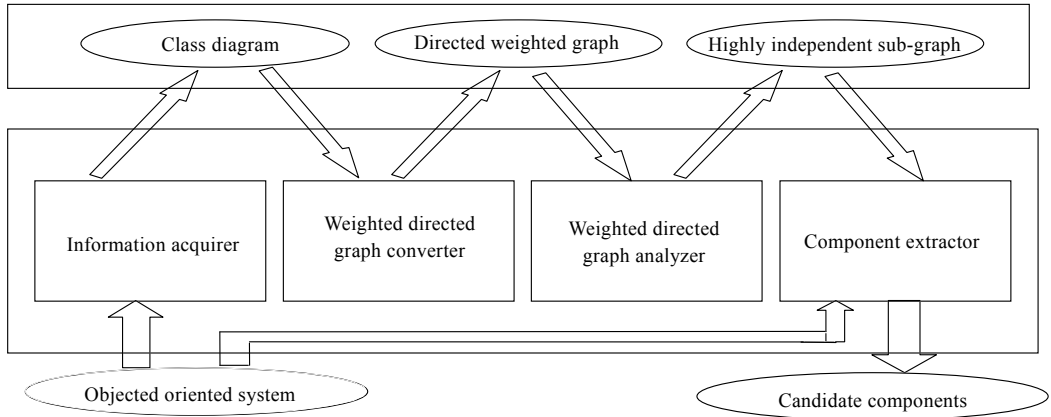 Class diagram
Directed weighted graph
Highly independent sub-graph
Information acquirer
Weighted directed
graph converter
Weighted directed
graph analyzer
Component extractor
Objected oriented system
Candidate components